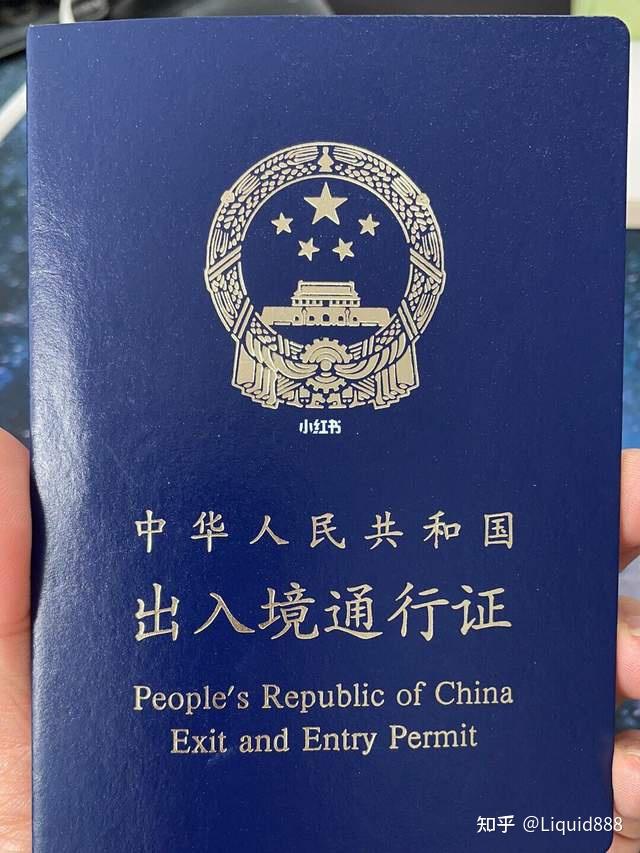 小红书
中华人民共和国
出入境通行证
People's Republic of China
Exit and Entry Permit
知乎 @Liquid888